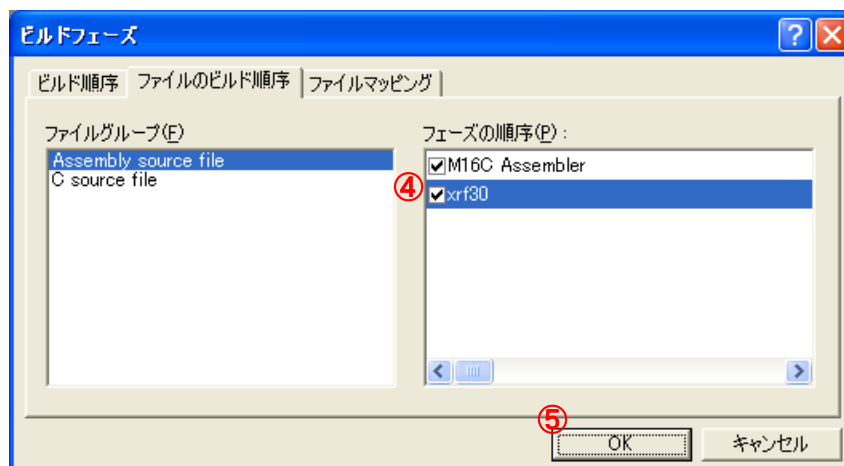 ビルドフェーズ
ビルド順序 ファイルのビルド順序 ファイルマッピング
ファイルグループ(F)
Assembly source file
C source file
フェーズの順序(P) :
M16C Assembler
④ xrf30
⑤
OK キャンセル